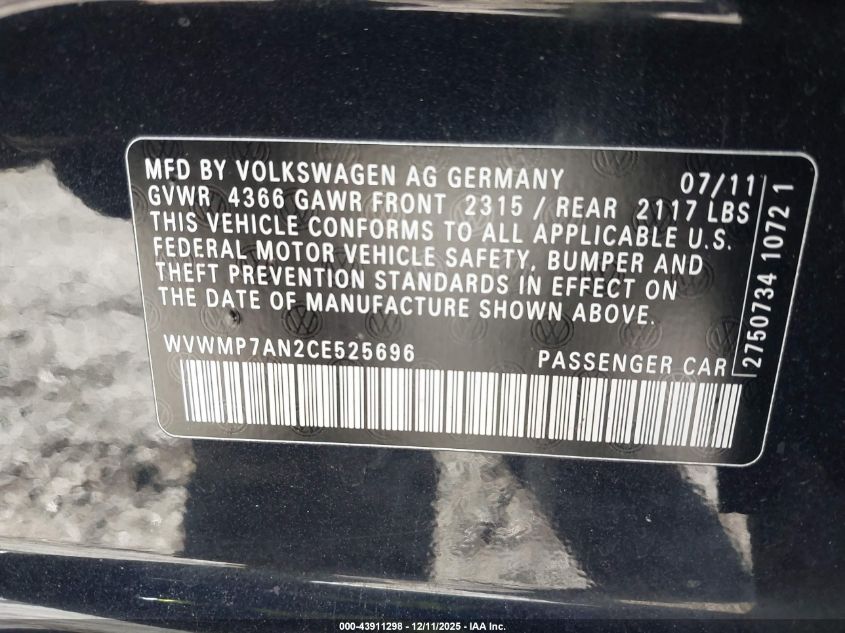 MFD BY VOLKSWAGEN AG GERMANY 07/11
GVWR 4366 GAWR FRONT 2315 / REAR 2117 LBS
THIS VEHICLE CONFORMS TO ALL APPLICABLE U.S.
FEDERAL MOTOR VEHICLE SAFETY, BUMPER AND
THEFT PREVENTION STANDARDS IN EFFECT ON
THE DATE OF MANUFACTURE SHOWN ABOVE.
WVWMP7AN2CE525696 PASSENGER CAR
2750734 10721
000-43911298 - 12/11/2025 - IAA Inc.